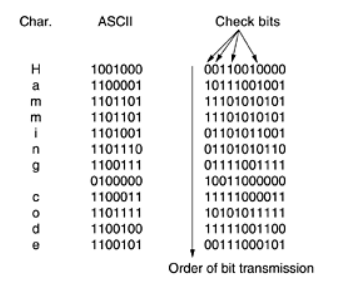 Char. ASCII Check bits
H 1001000 00110010000
a 1100001 10111001001
m 1101101 11101010101
m 1101101 11101010101
i 1101001 01101011001
n 1101110 01101010110
g 1100111 01111001111
0100000 10011000000
c 1100011 11111000011
o 1101111 10101011111
d 1100100 11111001100
e 1100101 00111000101
Order of bit transmission